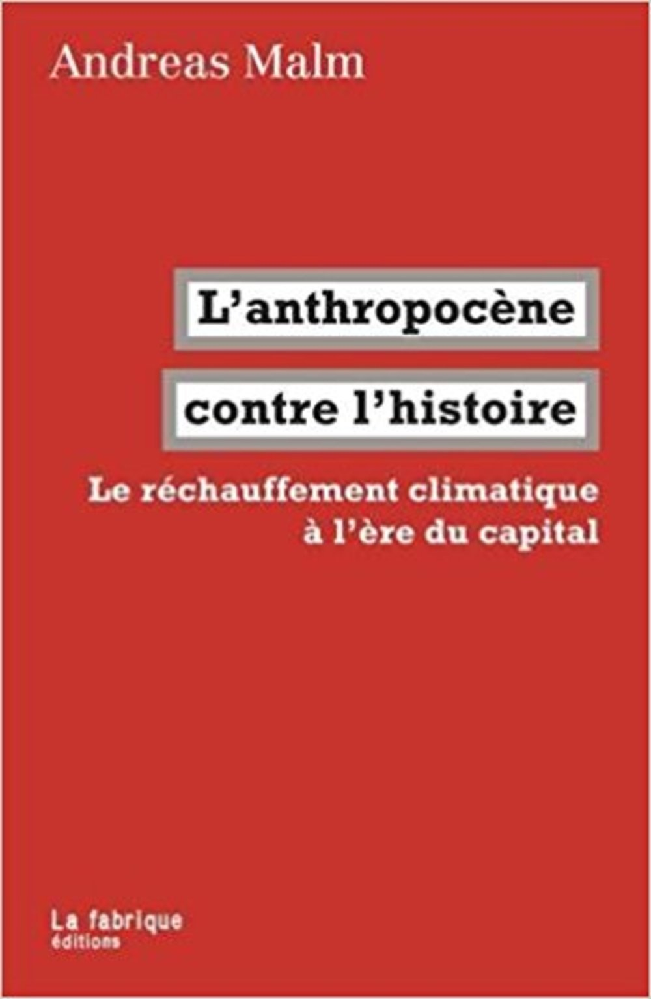 Andreas Malm
L’anthropocène
contre l’histoire
Le réchauffement climatique
à l’ère du capital
La fabrique
éditions